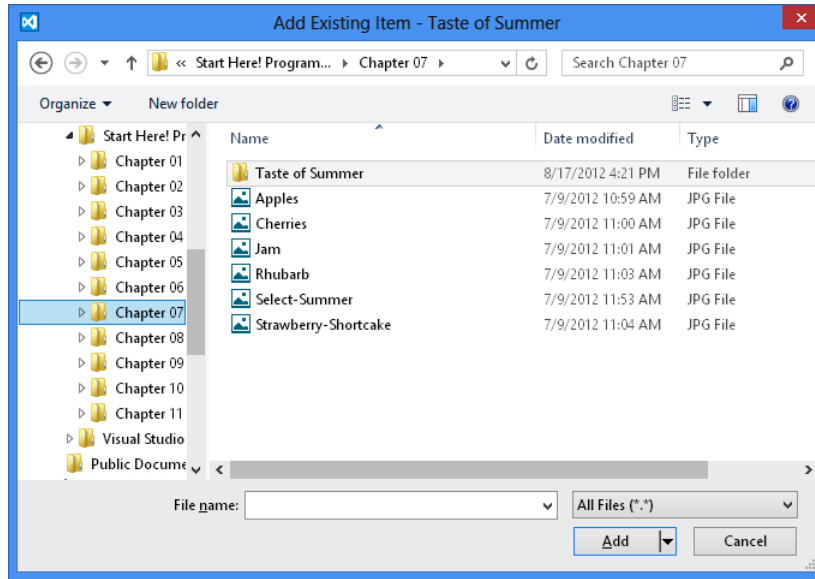 Add Existing Item - Taste of Summer
« Start Here! Program... Chapter 07
Search Chapter 07
Organize
New folder
Start Here! Pr
Chapter 01
Chapter 02
Chapter 03
Chapter 04
Chapter 05
Chapter 06
Chapter 07
Chapter 08
Chapter 09
Chapter 10
Chapter 11
Visual Studio
Public Docume
Name Date modified Type
Taste of Summer 8/17/2012 4:21 PM File folder
Apples 7/9/2012 10:59 AM JPG File
Cherries 7/9/2012 11:00 AM JPG File
Jam 7/9/2012 11:01 AM JPG File
Rhubarb 7/9/2012 11:03 AM JPG File
Select-Summer 7/9/2012 11:53 AM JPG File
Strawberry-Shortcake 7/9/2012 11:04 AM JPG File
File name:
All Files (*.*)
Add
Cancel